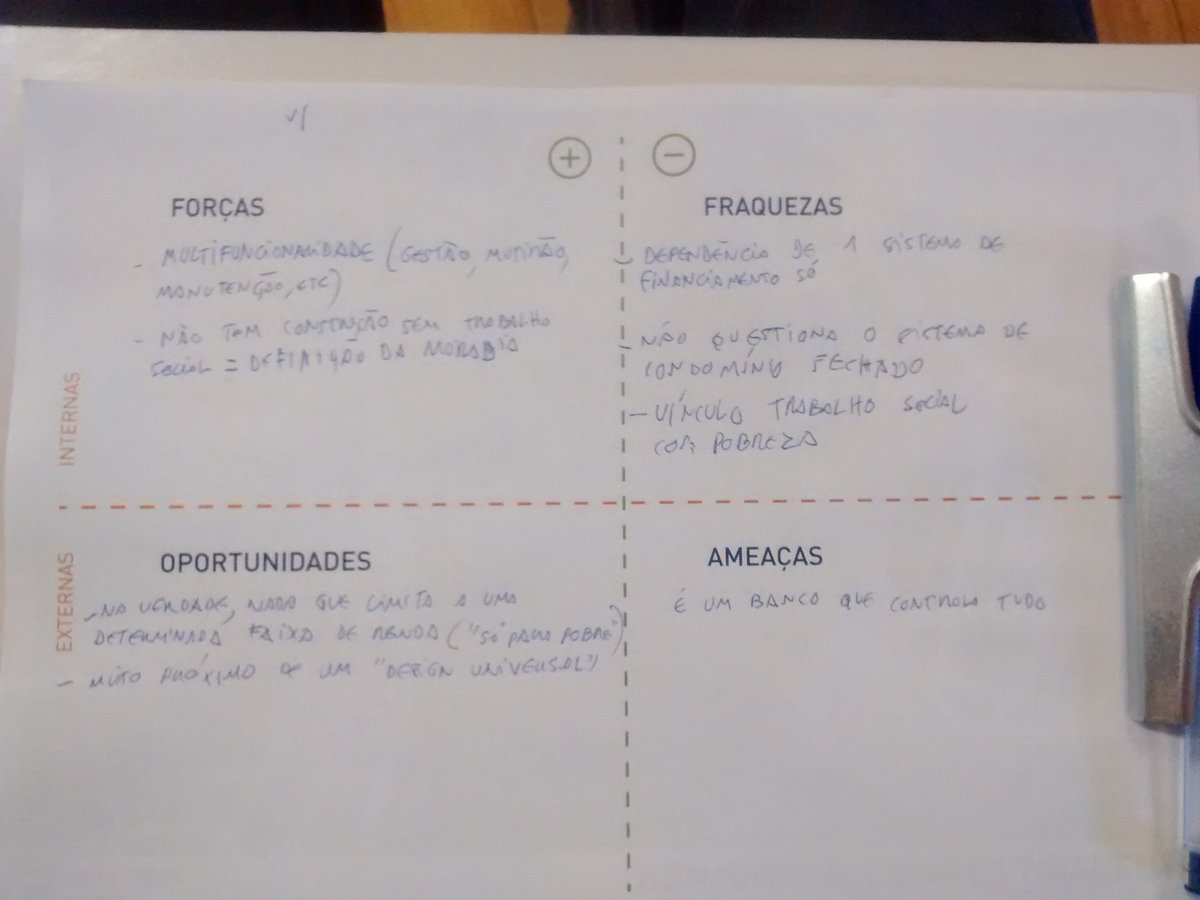 FORÇAS
- MULTIFUNCIONALIDADE (GESTÃO, MUTIRÃO,
MANUTENÇÃO, ETC)
- NÃO TEM CONSTRUÇÃO SEM TRABALHO
SOCIAL = DEFINIÇÃO DA MORADIA
FRAQUEZAS
- DEPENDÊNCIA DE 1 SISTEMA DE
FINANCIAMENTO SÓ
- NÃO QUESTIONA O SISTEMA DE
CONDOMÍNIO FECHADO
- VÍNCULO TRABALHO SOCIAL
COM POBREZA
INTERNAS
EXTERNAS
OPORTUNIDADES
- NA VERDADE, NADA QUE LIMITA A UMA
DETERMINADA FAIXA DE RENDA ("SÓ PARA POBRE")
- MUITO PRÓXIMO DE UM "DESIGN UNIVERSAL"
AMEAÇAS
É UM BANCO QUE CONTROLA TUDO